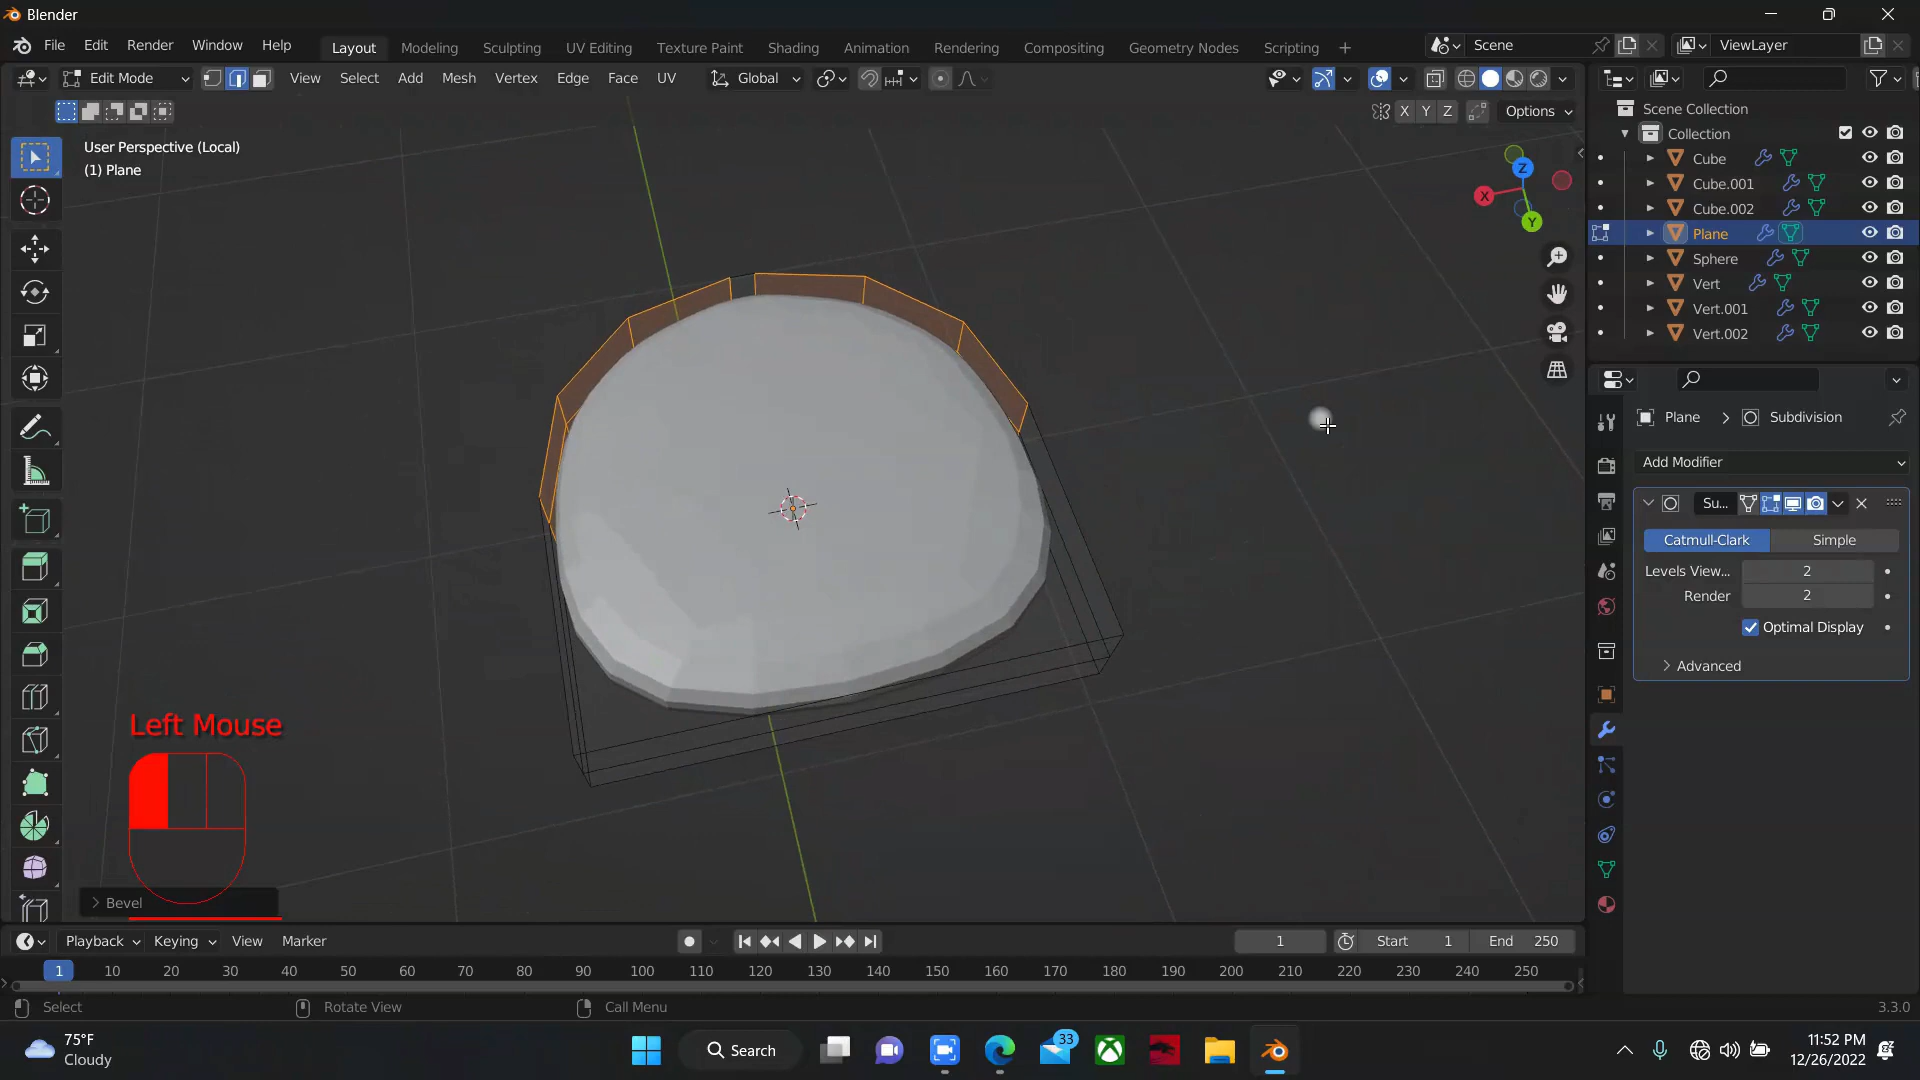 Blender
File Edit Render Window Help Layout Modeling Sculpting UV Editing Texture Paint Shading Animation Rendering Compositing Geometry Nodes Scripting + Scene ViewLayer
Edit Mode View Select Add Mesh Vertex Edge Face UV Global
X Y Z Options
User Perspective (Local)
(1) Plane
Z
X
Y
Scene Collection
Collection
Cube
Cube.001
Cube.002
Plane
Sphere
Vert
Vert.001
Vert.002
Plane > Subdivision
Add Modifier
Su...
Catmull-Clark Simple
Levels View... 2
Render 2
Optimal Display
Advanced
Left Mouse
Bevel
Playback Keying View Marker 1 Start 1 End 250
1 10 20 30 40 50 60 70 80 90 100 110 120 130 140 150 160 170 180 190 200 210 220 230 240 250
Select Rotate View Call Menu 3.3.0
75°F
Cloudy
Search
33
11:52 PM
12/26/2022